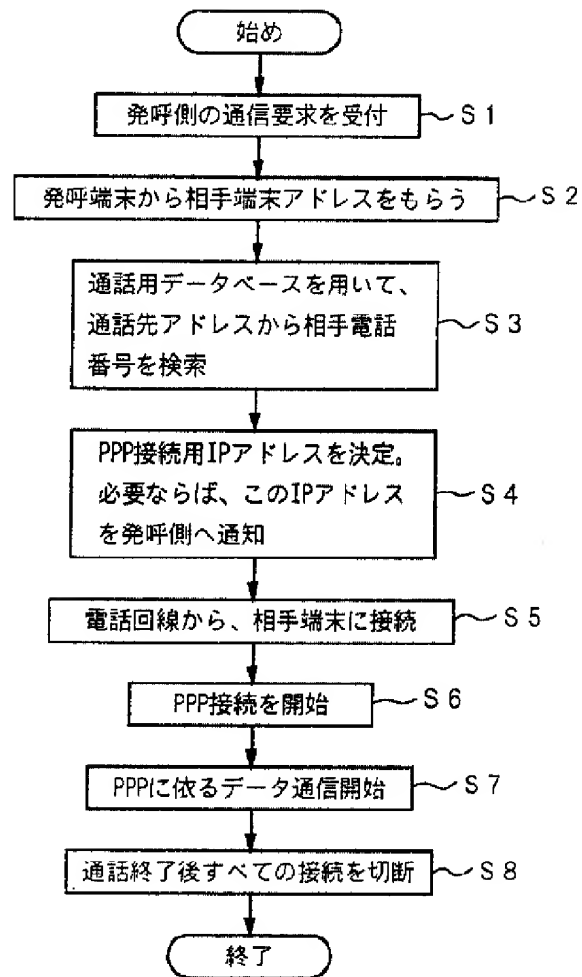 始め
発呼側の通信要求を受付
S1
発呼端末から相手端末アドレスをもらう
S2
通話用データベースを用いて、
通話先アドレスから相手電話
番号を検索
S3
PPP接続用IPアドレスを決定。
必要ならば、このIPアドレス
を発呼側へ通知
S4
電話回線から、相手端末に接続
S5
PPP接続を開始
S6
PPPに依るデータ通信開始
S7
通話終了後すべての接続を切断
S8
終了